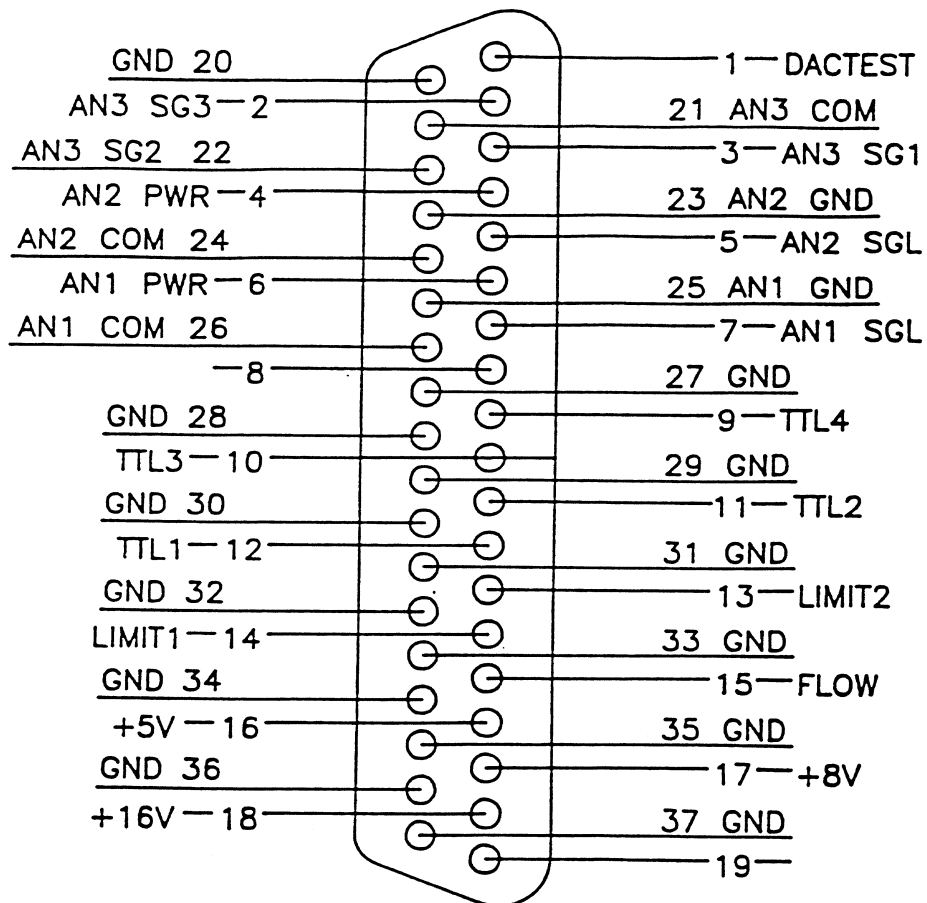 GND 20
1 — DACTEST
AN3 SG3 — 2
21 AN3 COM
AN3 SG2 22
3 — AN3 SG1
AN2 PWR — 4
23 AN2 GND
AN2 COM 24
5 — AN2 SGL
AN1 PWR — 6
25 AN1 GND
AN1 COM 26
7 — AN1 SGL
— 8
27 GND
GND 28
9 — TTL4
TTL3 — 10
29 GND
GND 30
11 — TTL2
TTL1 — 12
31 GND
GND 32
13 — LIMIT2
LIMIT1 — 14
33 GND
GND 34
15 — FLOW
+5V — 16
35 GND
GND 36
17 — +8V
+16V — 18
37 GND
19 —